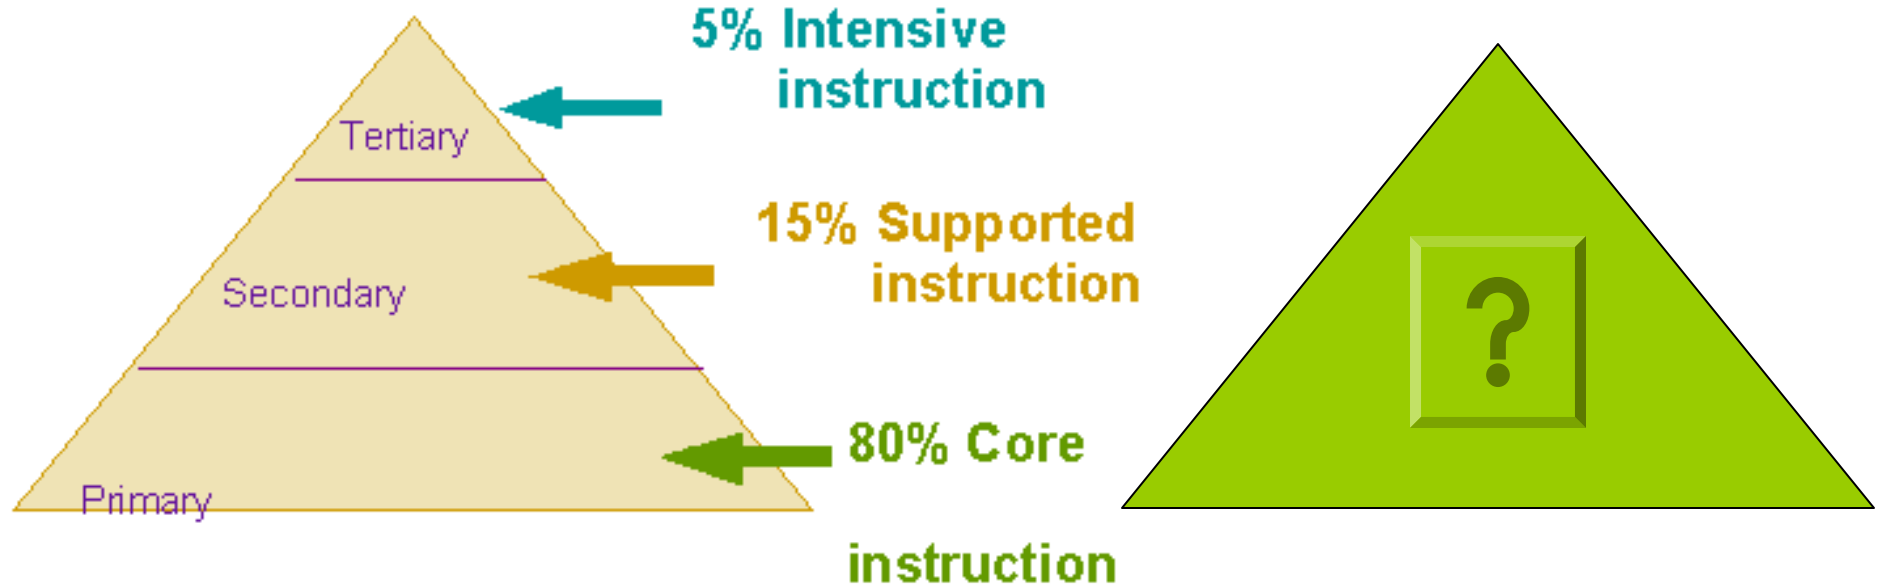 5% Intensive
instruction
Tertiary
15% Supported
instruction
Secondary
80% Core
instruction
Primary
?